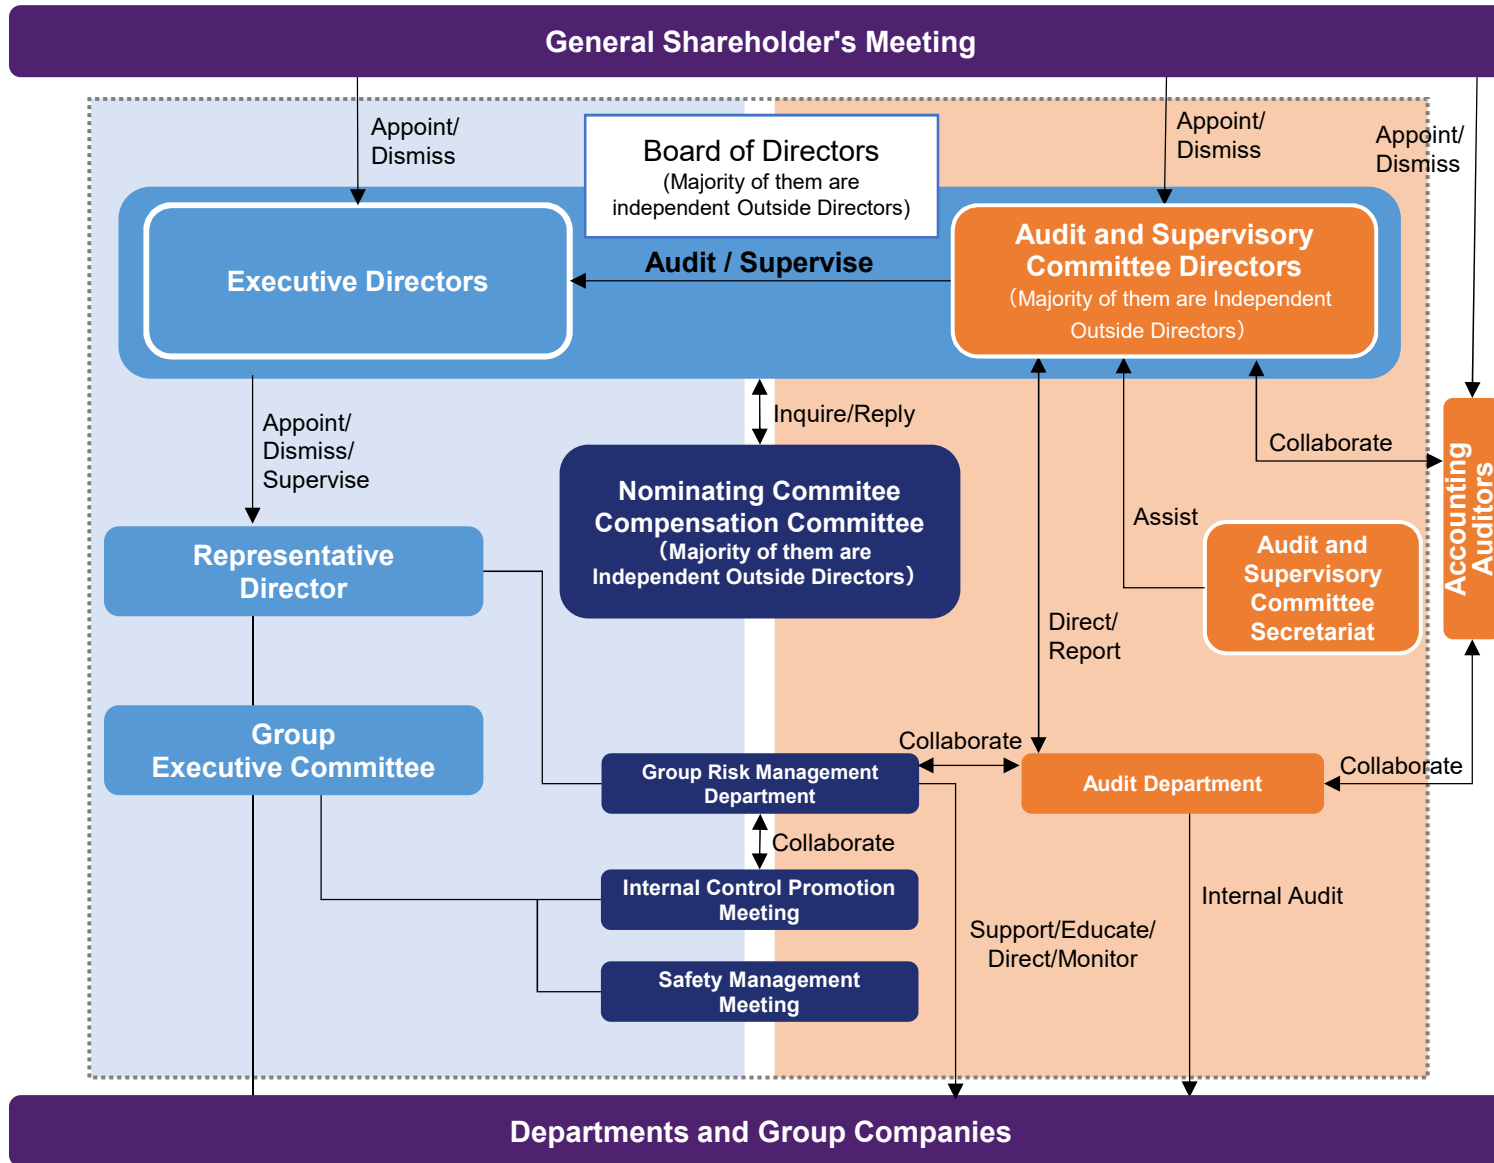 General Shareholder's Meeting
Appoint/
Dismiss
Board of Directors
(Majority of them are
independent Outside Directors)
Appoint/
Dismiss
Appoint/
Dismiss
Executive Directors
Audit / Supervise
Audit and Supervisory
Committee Directors
（Majority of them are Independent
Outside Directors）
Appoint/
Dismiss/
Supervise
Inquire/Reply
Collaborate
Accounting
Auditors
Nominating Commitee
Compensation Committee
（Majority of them are
Independent Outside Directors）
Assist
Audit and
Supervisory
Committee
Secretariat
Representative
Director
Direct/
Report
Group
Executive Committee
Collaborate
Collaborate
Group Risk Management
Department
Audit Department
Collaborate
Internal Control Promotion
Meeting
Internal Audit
Support/Educate/
Direct/Monitor
Safety Management
Meeting
Departments and Group Companies